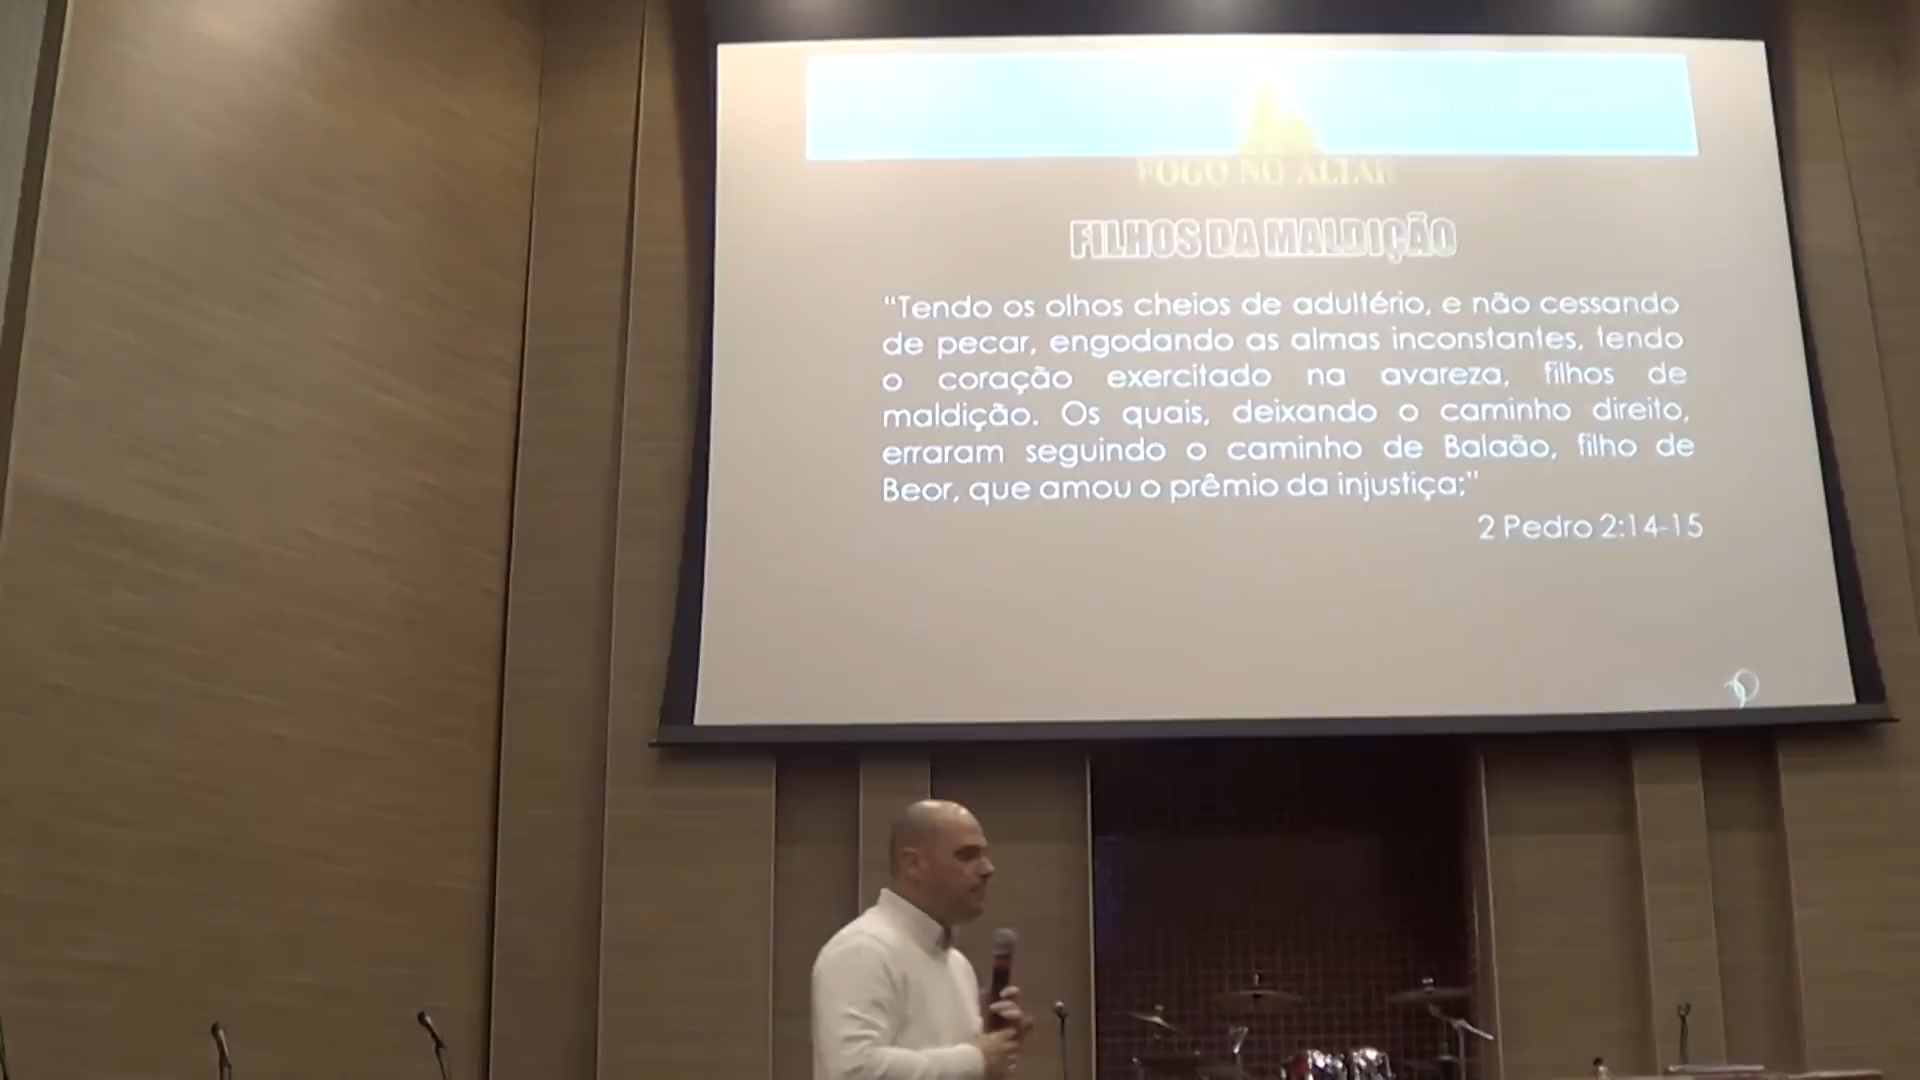 FOGO NO ALTAR
FILHOS DA MALDIÇÃO
“Tendo os olhos cheios de adultério, e não cessando
de pecar, engodando as almas inconstantes, tendo
o coração exercitado na avareza, filhos de
maldição. Os quais, deixando o caminho direito,
erraram seguindo o caminho de Balaão, filho de
Beor, que amou o prêmio da injustiça;”
2 Pedro 2:14-15